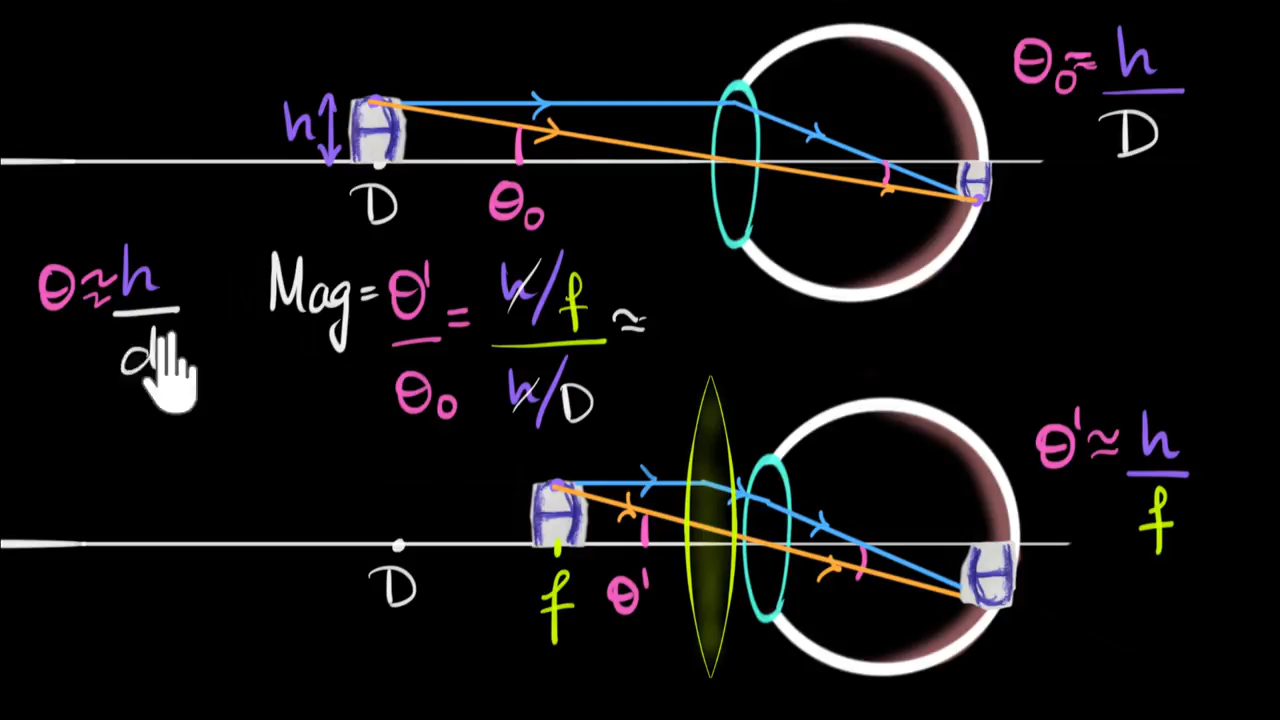 θ₀ ≈ h/D
h
H
D
θ₀
H
θ ≈ h/d
Mag = θ'/θ₀ = (h/f)/(h/D) ≈
θ' ≈ h/f
H
D
f
θ'
H